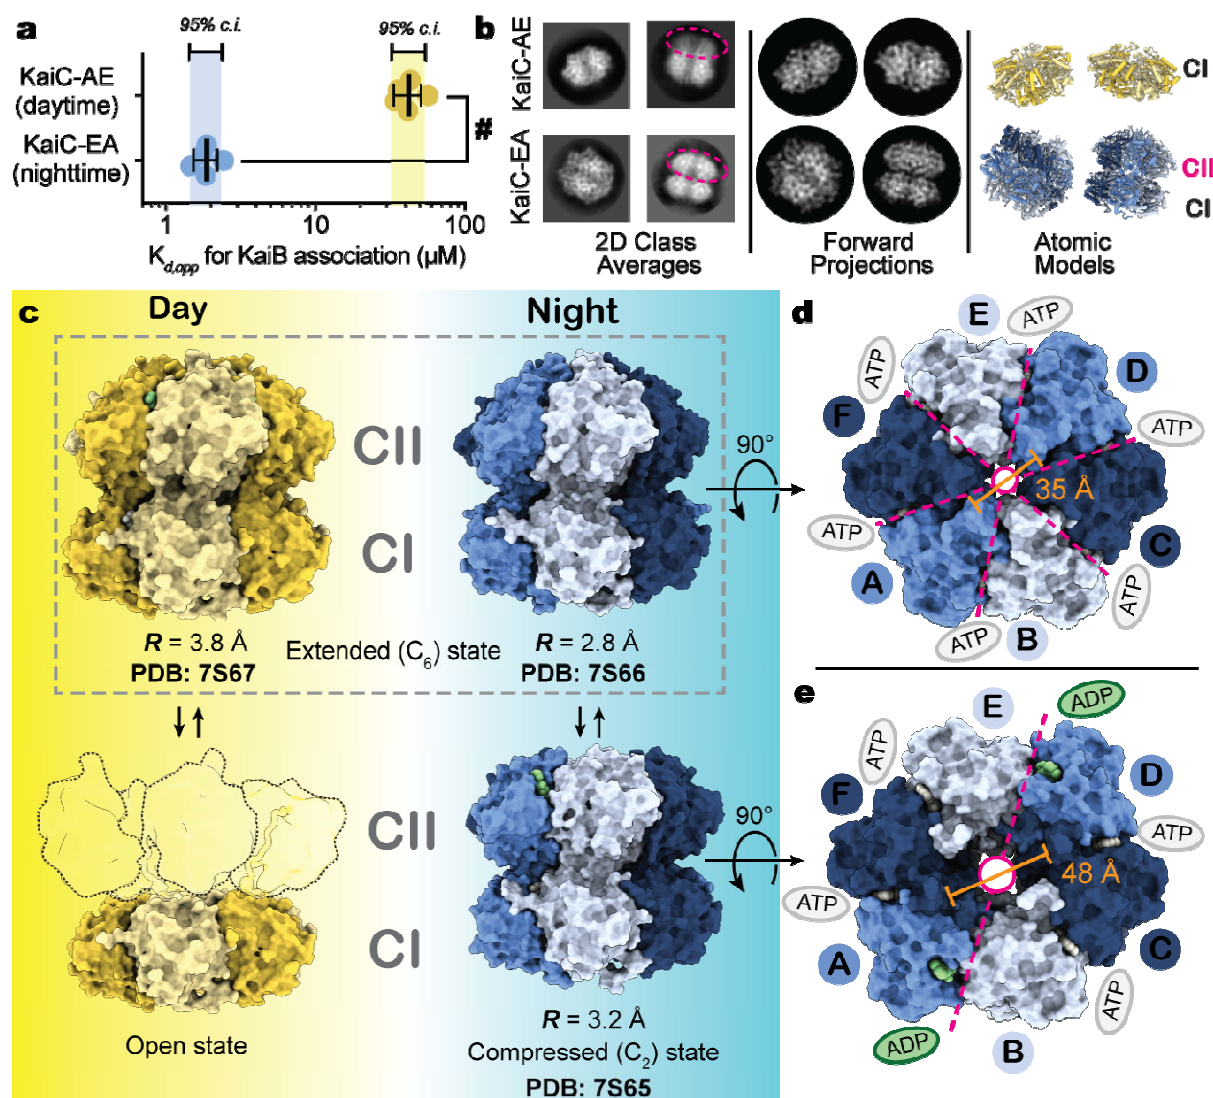 a
95% c.i.
95% c.i.
KaiC-AE
(daytime)
KaiC-EA
(nighttime)
#
1
10
100
K_d,app for KaiB association (µM)
b
KaiC-AE
KaiC-EA
CI
CII
CI
2D Class
Averages
Forward
Projections
Atomic
Models
c
Day
Night
CII
CI
90°
R = 3.8 Å
PDB: 7S67
Extended (C₆) state
R = 2.8 Å
PDB: 7S66
CII
CI
90°
Open state
R = 3.2 Å
Compressed (C₂) state
PDB: 7S65
d
E
ATP
ATP
D
F
ATP
35 Å
ATP
C
A
ATP
ATP
B
e
E
ADP
ATP
D
F
ATP
48 Å
ATP
C
A
ATP
ADP
B